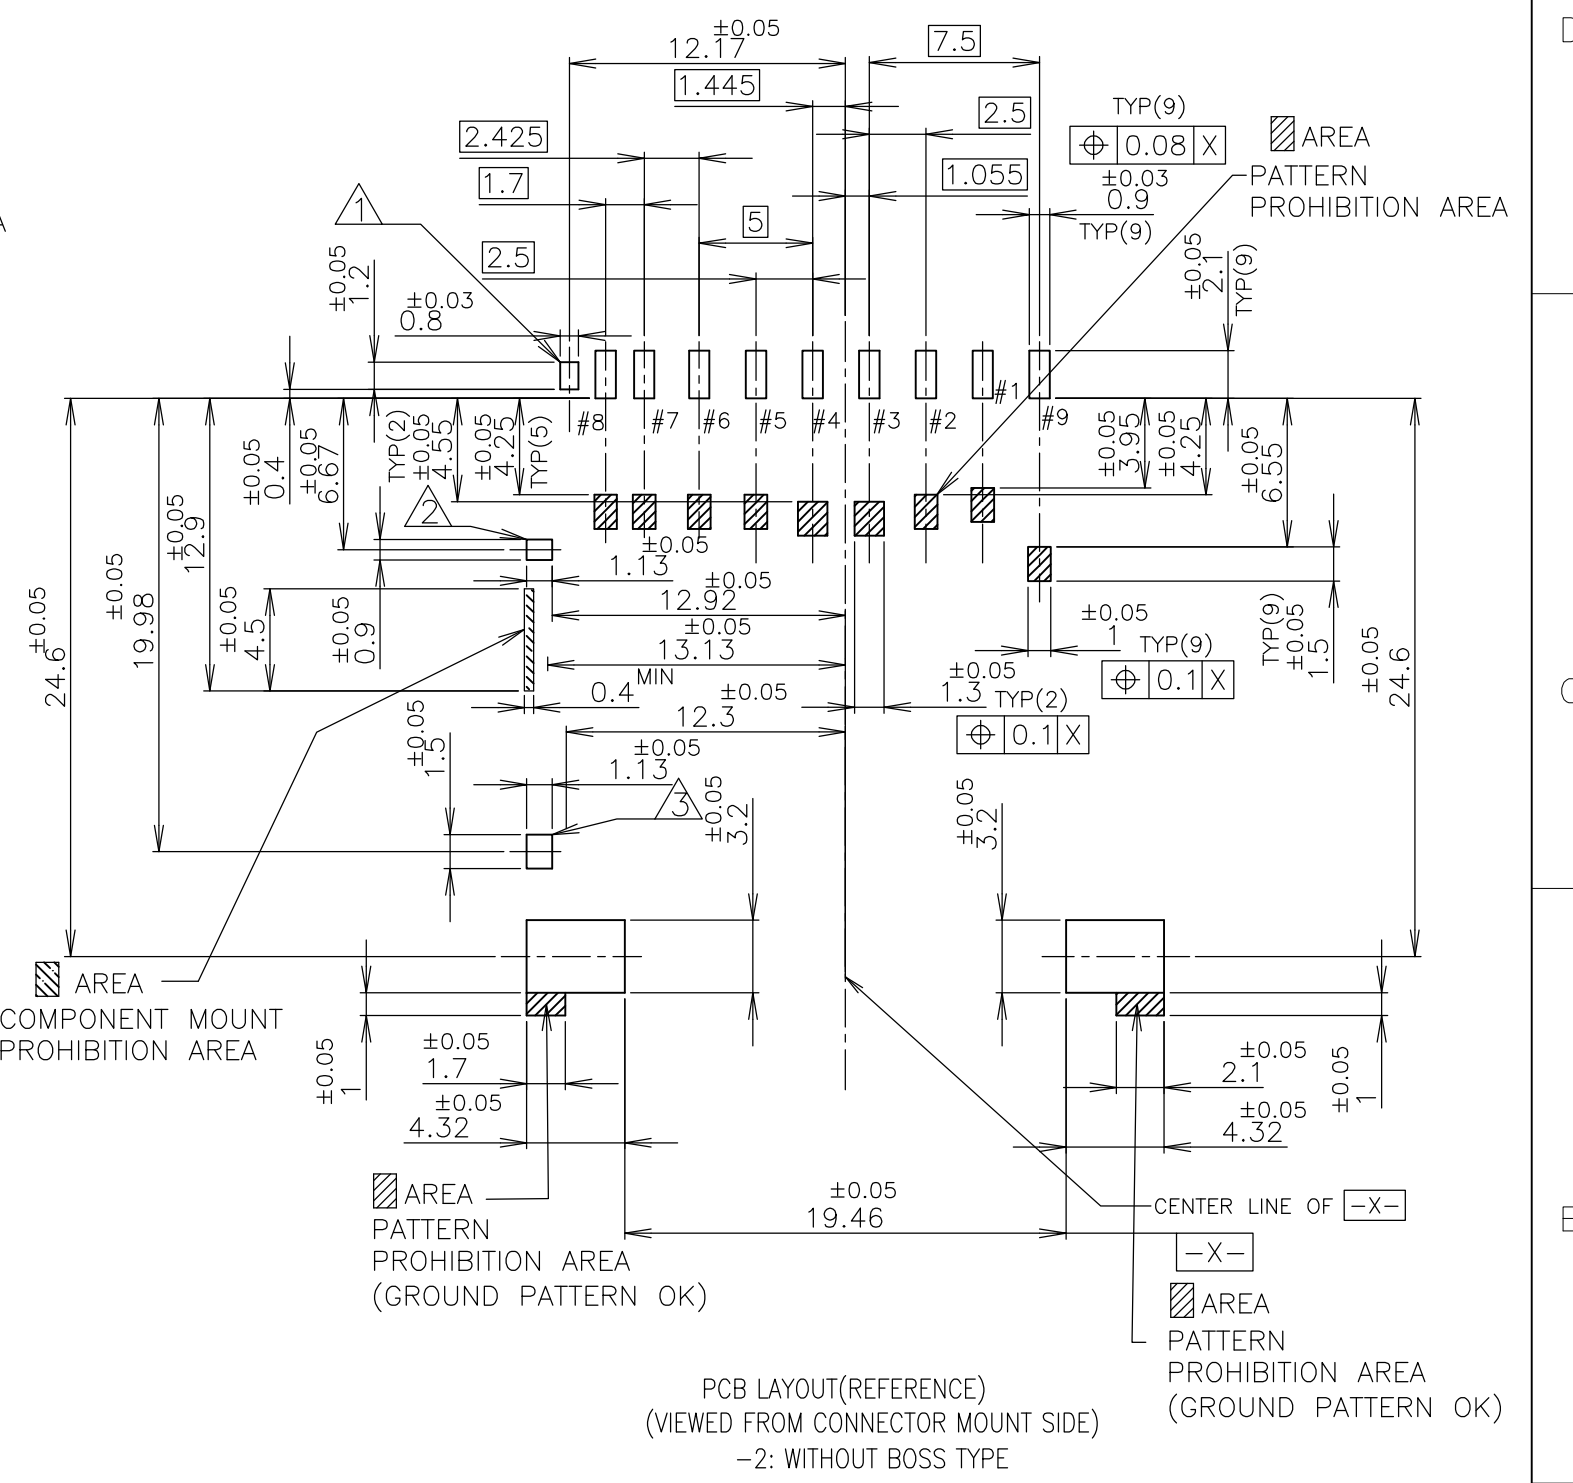 ±0.05
12.17
7.5
D
1.445
2.5
TYP(9)
⌖ 0.08 X
AREA
PATTERN
PROHIBITION AREA
2.425
1.7
1.055
±0.03
0.9
TYP(9)
1
5
2.5
±0.05
1.2
±0.03
0.8
±0.05
2.1
TYP(9)
#8
#7
#6
#5
#4
#3
#2
#1
#9
±0.05
0.4
±0.05
6.67
TYP(2)
±0.05
4.55
±0.05
4.25
TYP(5)
±0.05
3.95
±0.05
4.25
±0.05
6.55
2
±0.05
1.13
±0.05
12.92
±0.05
13.13
MIN
0.4
±0.05
12.3
±0.05
1.13
3
±0.05
24.6
±0.05
19.98
±0.05
12.9
±0.05
4.5
±0.05
0.9
±0.05
1.5
±0.05
1
TYP(9)
⌖ 0.1 X
TYP(9)
±0.05
1.5
±0.05
24.6
±0.05
1.3
TYP(2)
⌖ 0.1 X
±0.05
3.2
±0.05
3.2
AREA
COMPONENT MOUNT
PROHIBITION AREA
±0.05
1
±0.05
1.7
±0.05
4.32
±0.05
2.1
±0.05
4.32
±0.05
1
AREA
PATTERN
PROHIBITION AREA
(GROUND PATTERN OK)
±0.05
19.46
CENTER LINE OF -X-
-X-
AREA
PATTERN
PROHIBITION AREA
(GROUND PATTERN OK)
PCB LAYOUT(REFERENCE)
(VIEWED FROM CONNECTOR MOUNT SIDE)
-2: WITHOUT BOSS TYPE